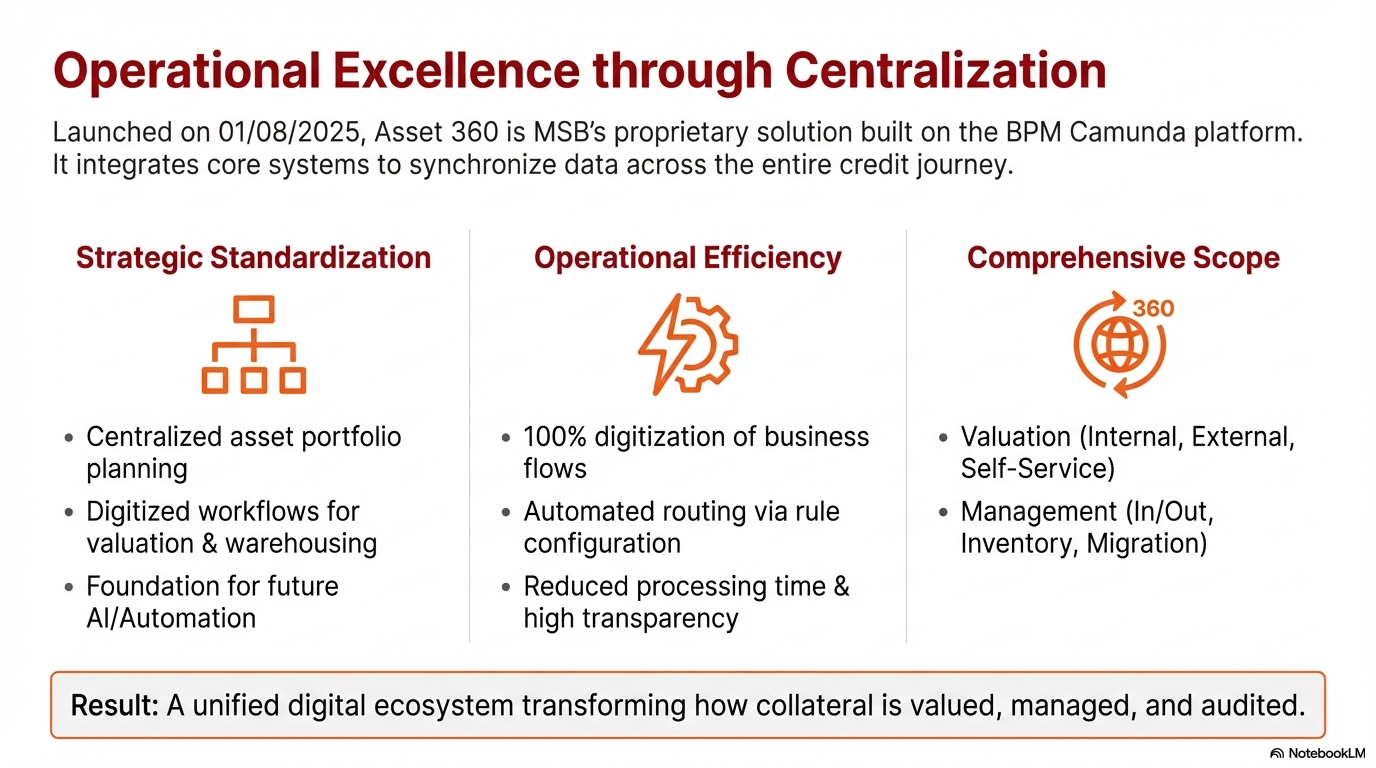 Operational Excellence through Centralization
Launched on 01/08/2025, Asset 360 is MSB's proprietary solution built on the BPM Camunda platform.
It integrates core systems to synchronize data across the entire credit journey.
Strategic Standardization
• Centralized asset portfolio
planning
• Digitized workflows for
valuation & warehousing
• Foundation for future
AI/Automation
Operational Efficiency
• 100% digitization of business
flows
• Automated routing via rule
configuration
• Reduced processing time &
high transparency
Comprehensive Scope
360
• Valuation (Internal, External,
Self-Service)
• Management (In/Out,
Inventory, Migration)
Result: A unified digital ecosystem transforming how collateral is valued, managed, and audited.
NotebookLM